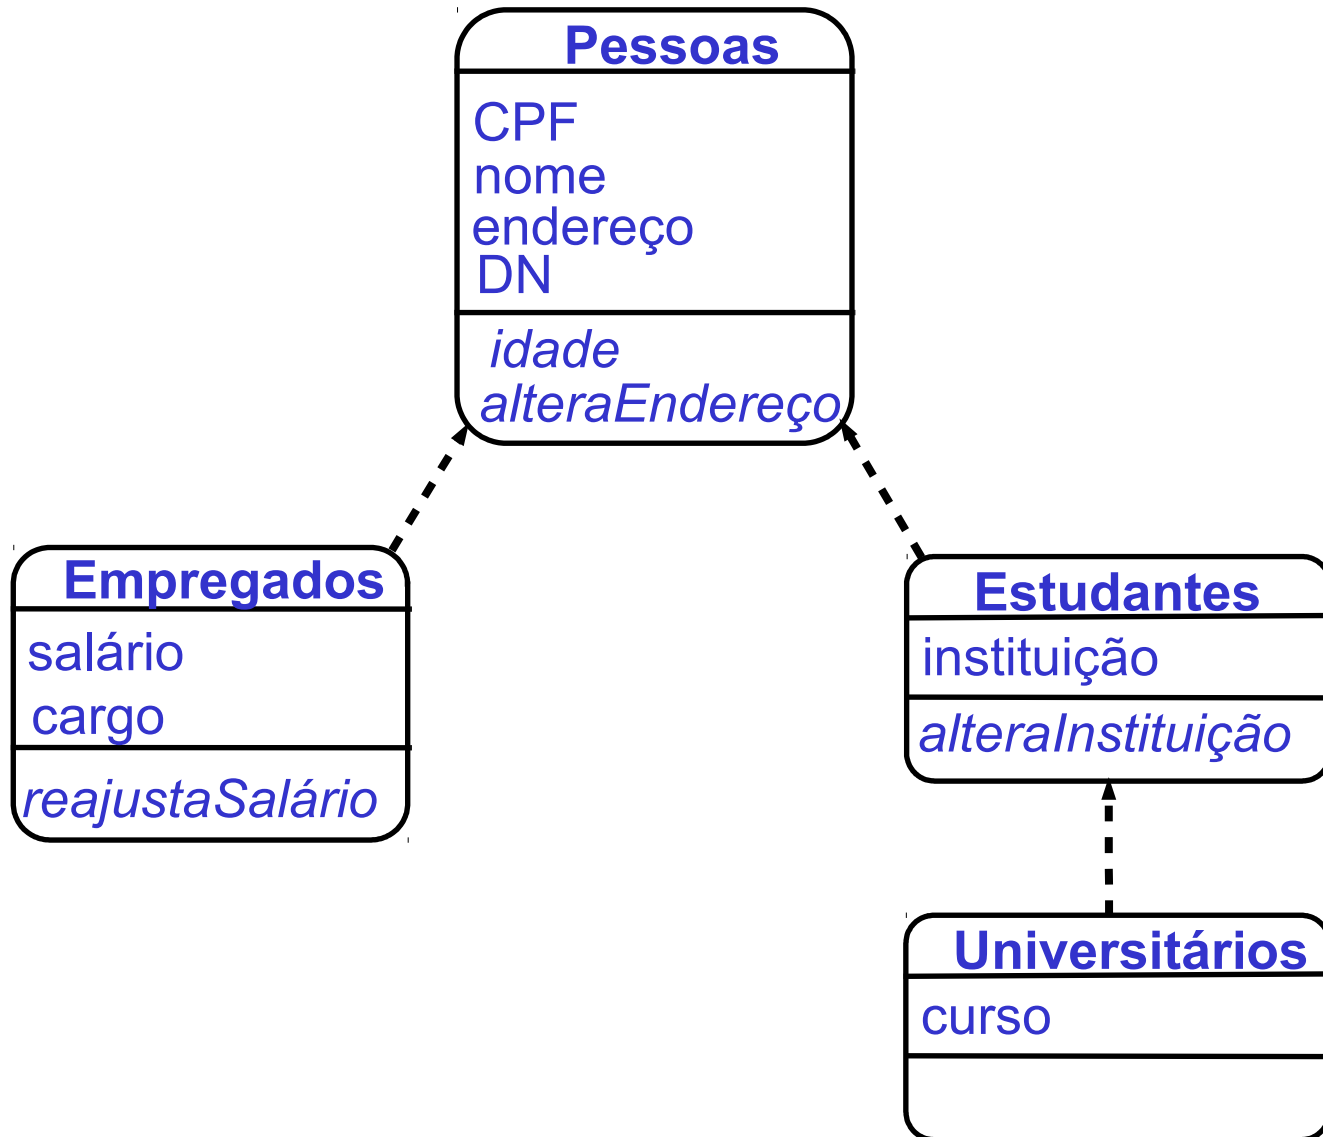 Pessoas
CPF
nome
endereço
DN
idade
alteraEndereço
Empregados
salário
cargo
reajustaSalário
Estudantes
instituição
alteraInstituição
Universitários
curso